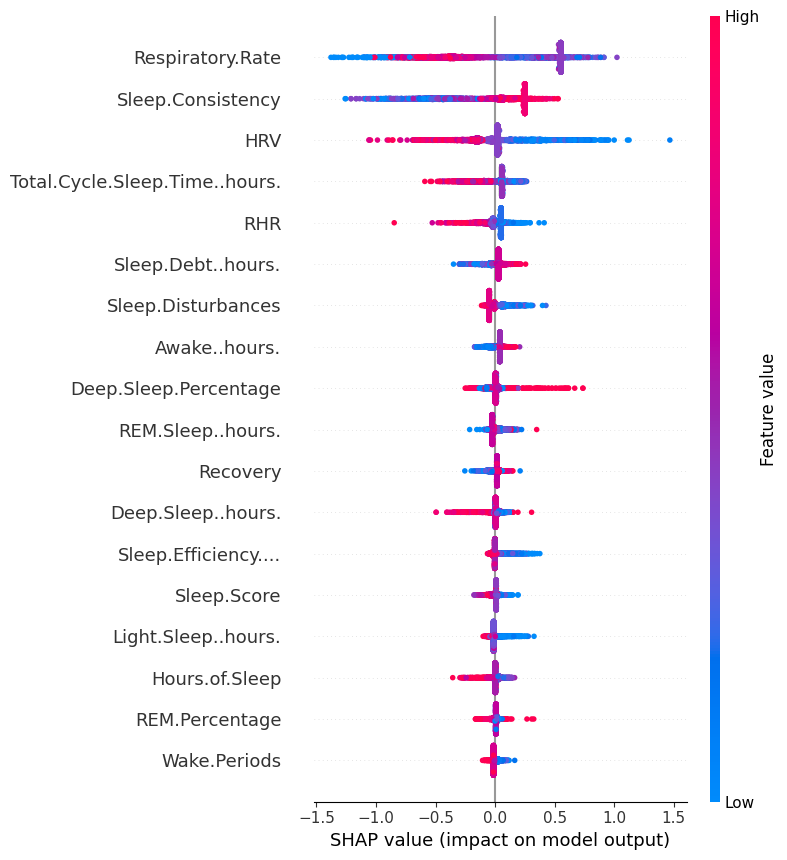 High
Respiratory.Rate
Sleep.Consistency
HRV
Total.Cycle.Sleep.Time..hours.
RHR
Sleep.Debt..hours.
Sleep.Disturbances
Awake..hours.
Deep.Sleep.Percentage
REM.Sleep..hours.
Recovery
Deep.Sleep..hours.
Sleep.Efficiency....
Sleep.Score
Light.Sleep..hours.
Hours.of.Sleep
REM.Percentage
Wake.Periods
Feature value
Low
−1.5 −1.0 −0.5 0.0 0.5 1.0 1.5
SHAP value (impact on model output)